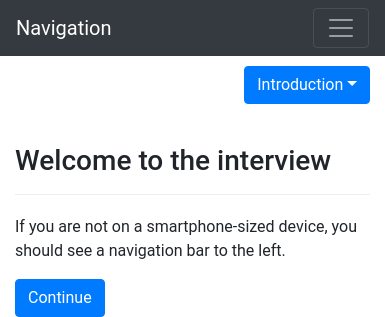 Navigation
Introduction
Welcome to the interview
If you are not on a smartphone-sized device, you
should see a navigation bar to the left.
Continue